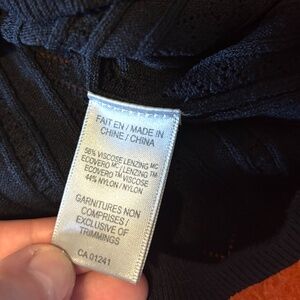 FAIT EN / MADE IN
CHINE / CHINA
56% VISCOSE LENZING MC
ECOVERO MC / LENZING TM
ECOVERO TM VISCOSE
44% NYLON / NYLON
GARNITURES NON
COMPRISES /
EXCLUSIVE OF
TRIMMINGS
CA 01241